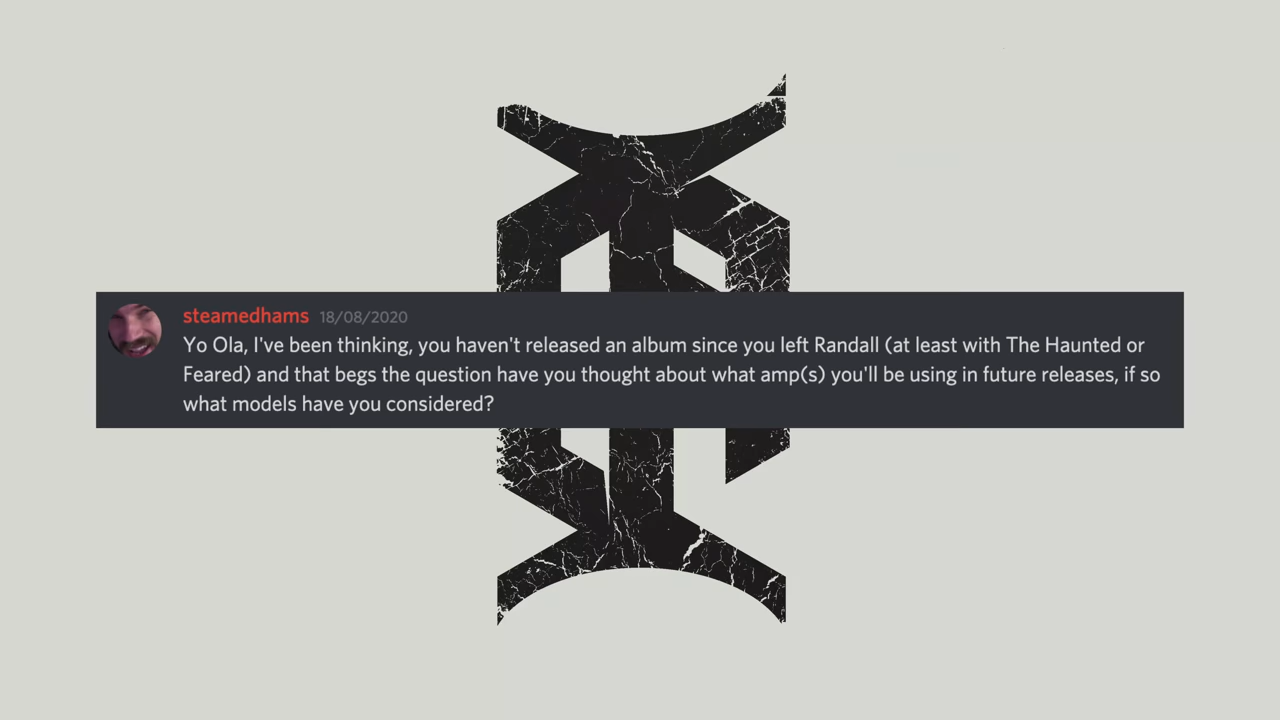 steamedhams 18/08/2020
Yo Ola, I've been thinking, you haven't released an album since you left Randall (at least with The Haunted or
Feared) and that begs the question have you thought about what amp(s) you'll be using in future releases, if so
what models have you considered?